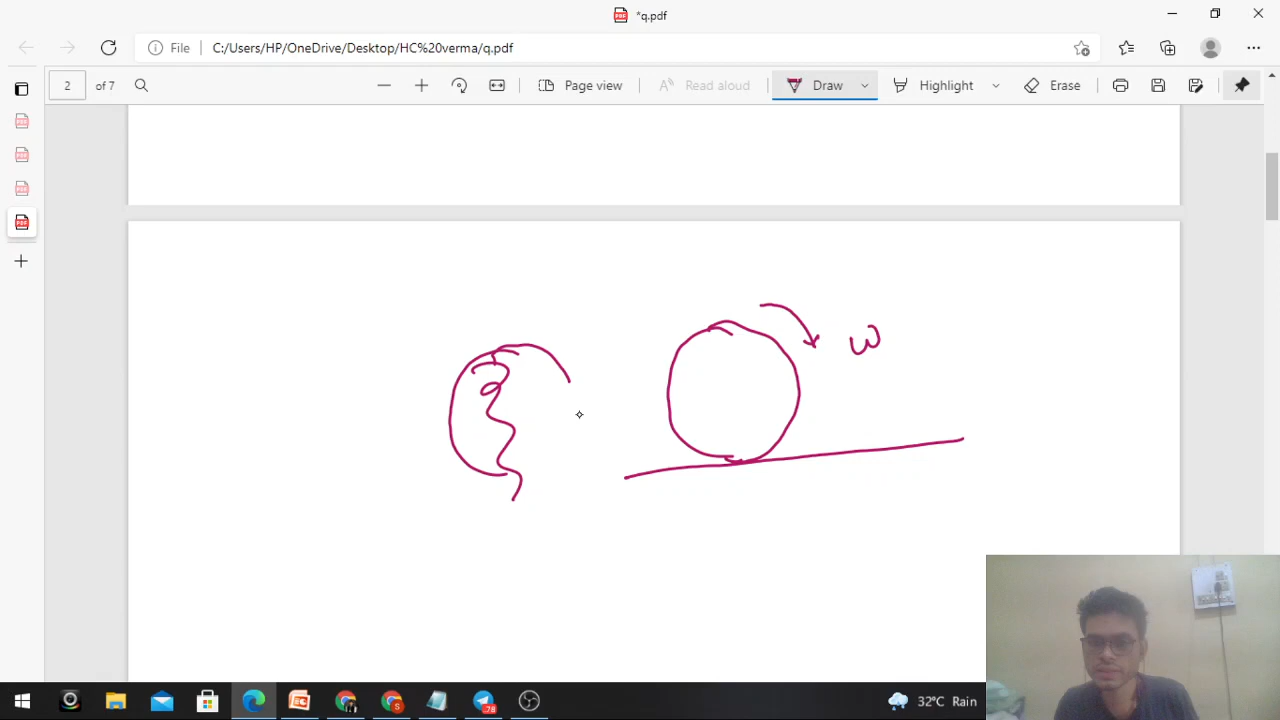 *q.pdf
File C:/Users/HP/OneDrive/Desktop/HC%20verma/q.pdf
2 of 7 Page view Read aloud Draw Highlight Erase
ω
78
32°C Rain